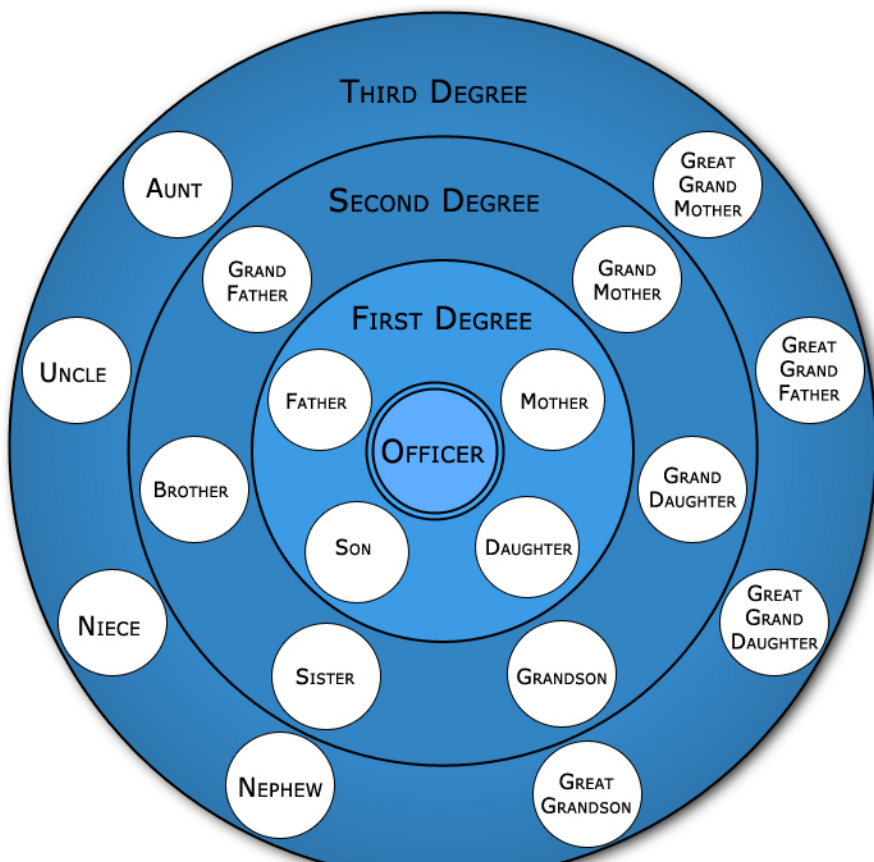 Third Degree
Aunt
Great
Grand
Mother
Second Degree
Grand
Father
Grand
Mother
First Degree
Uncle
Great
Grand
Father
Father
Mother
Officer
Brother
Grand
Daughter
Son
Daughter
Niece
Great
Grand
Daughter
Sister
Grandson
Nephew
Great
Grandson